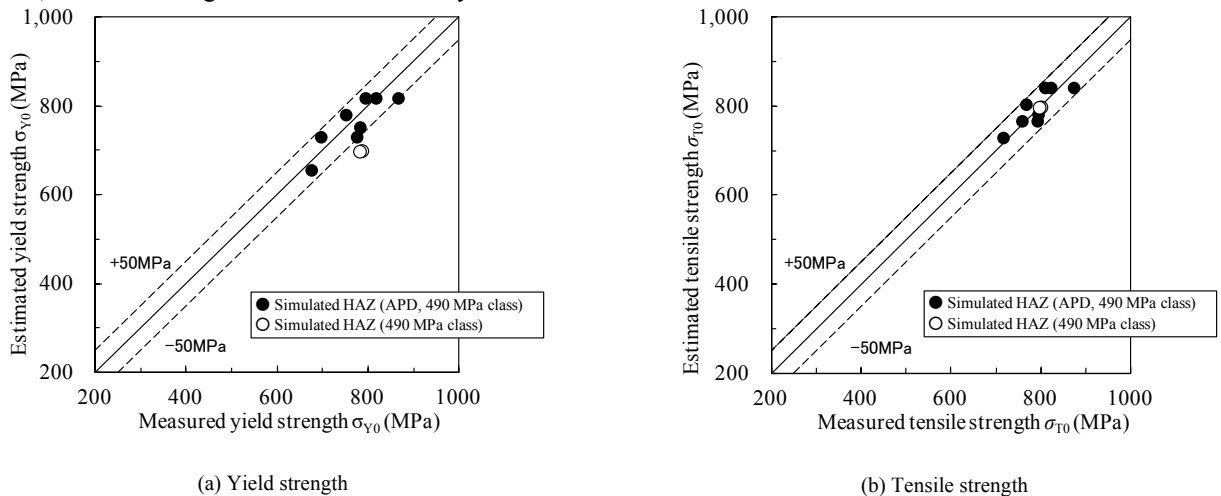 1,000
800
600
400
200
Estimated yield strength σY0 (MPa)
+50MPa
−50MPa
Simulated HAZ (APD, 490 MPa class)
Simulated HAZ (490 MPa class)
200 400 600 800 1000
Measured yield strength σY0 (MPa)
(a) Yield strength
1,000
800
600
400
200
Estimated tensile strength σT0 (MPa)
+50MPa
−50MPa
Simulated HAZ (APD, 490 MPa class)
Simulated HAZ (490 MPa class)
200 400 600 800 1000
Measured tensile strength σT0 (MPa)
(b) Tensile strength